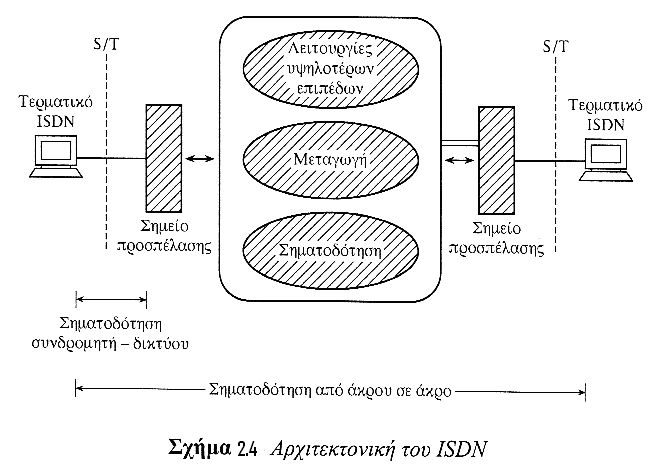 S/T
S/T
Λειτουργίες
υψηλοτέρων
επιπέδων
Τερματικό
ISDN
Τερματικό
ISDN
Μεταγωγή
Σημείο
προσπέλασης
Σημείο
προσπέλασης
Σηματοδότηση
Σηματοδότηση
συνδρομητή – δικτύου
Σηματοδότηση από άκρου σε άκρο
Σχήμα 2.4 Αρχιτεκτονική του ISDN